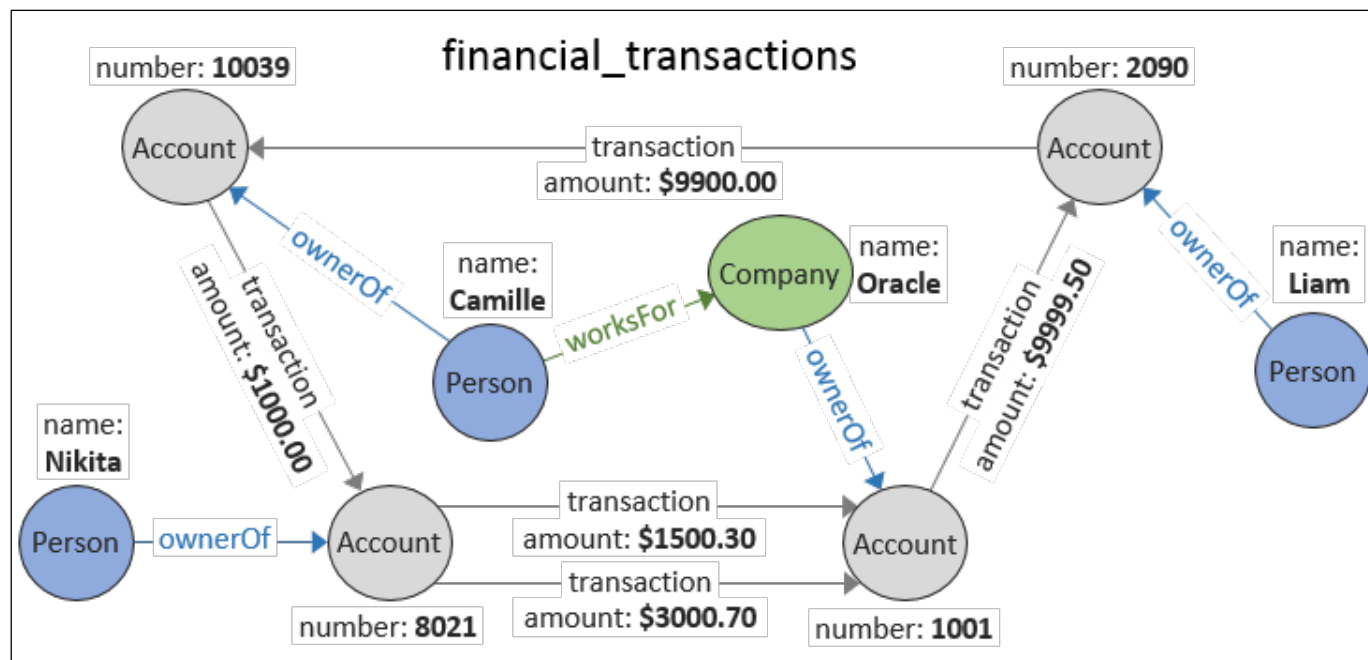 financial_transactions
number: 10039
number: 2090
Account
transaction
amount: $9900.00
Account
ownerOf
name:
Camille
Company
name:
Oracle
ownerOf
name:
Liam
transaction
amount: $1000.00
worksFor
Person
ownerOf
transaction
amount: $9999.50
Person
name:
Nikita
Person
ownerOf
Account
transaction
amount: $1500.30
transaction
amount: $3000.70
Account
number: 8021
number: 1001